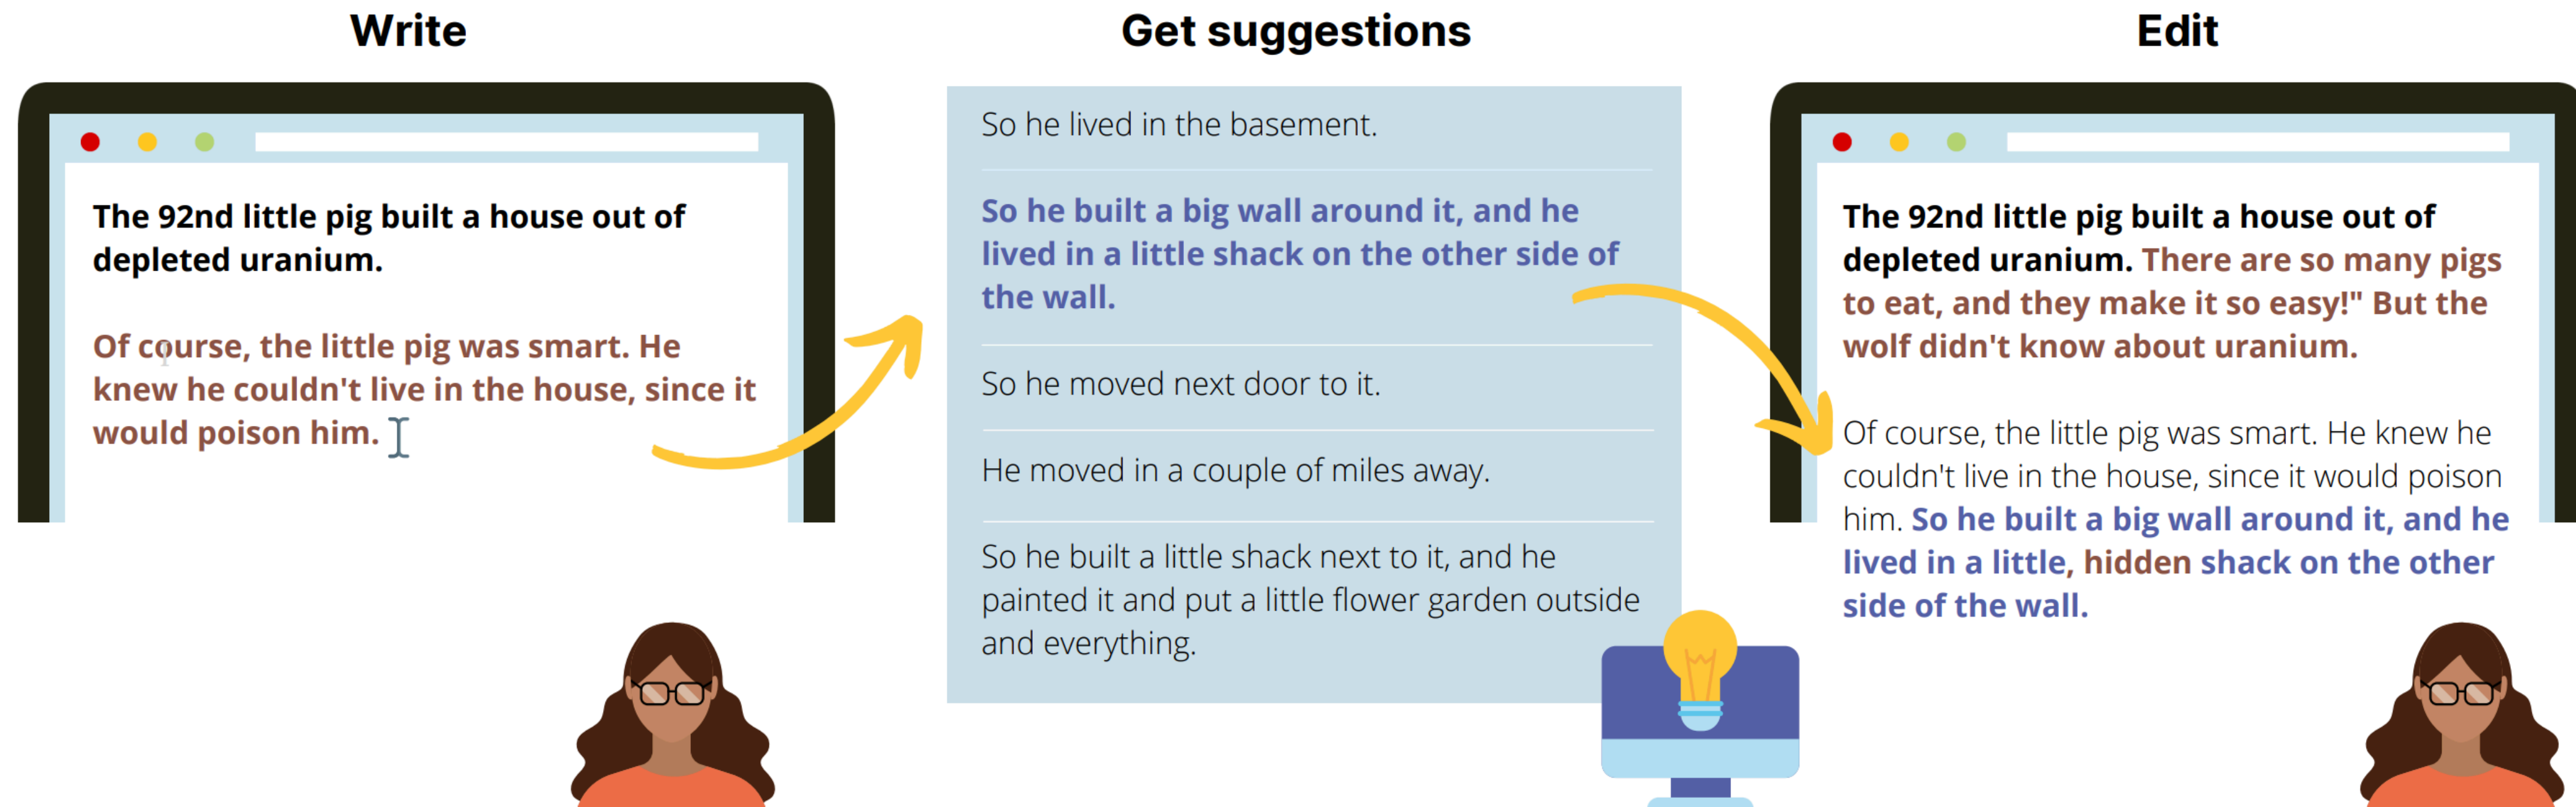 Write
The 92nd little pig built a house out of
depleted uranium.
Of course, the little pig was smart. He
knew he couldn't live in the house, since it
would poison him.
Get suggestions
So he lived in the basement.
So he built a big wall around it, and he
lived in a little shack on the other side of
the wall.
So he moved next door to it.
He moved in a couple of miles away.
So he built a little shack next to it, and he
painted it and put a little flower garden outside
and everything.
Edit
The 92nd little pig built a house out of
depleted uranium. There are so many pigs
to eat, and they make it so easy!" But the
wolf didn't know about uranium.
Of course, the little pig was smart. He knew he
couldn't live in the house, since it would poison
him. So he built a big wall around it, and he
lived in a little, hidden shack on the other
side of the wall.